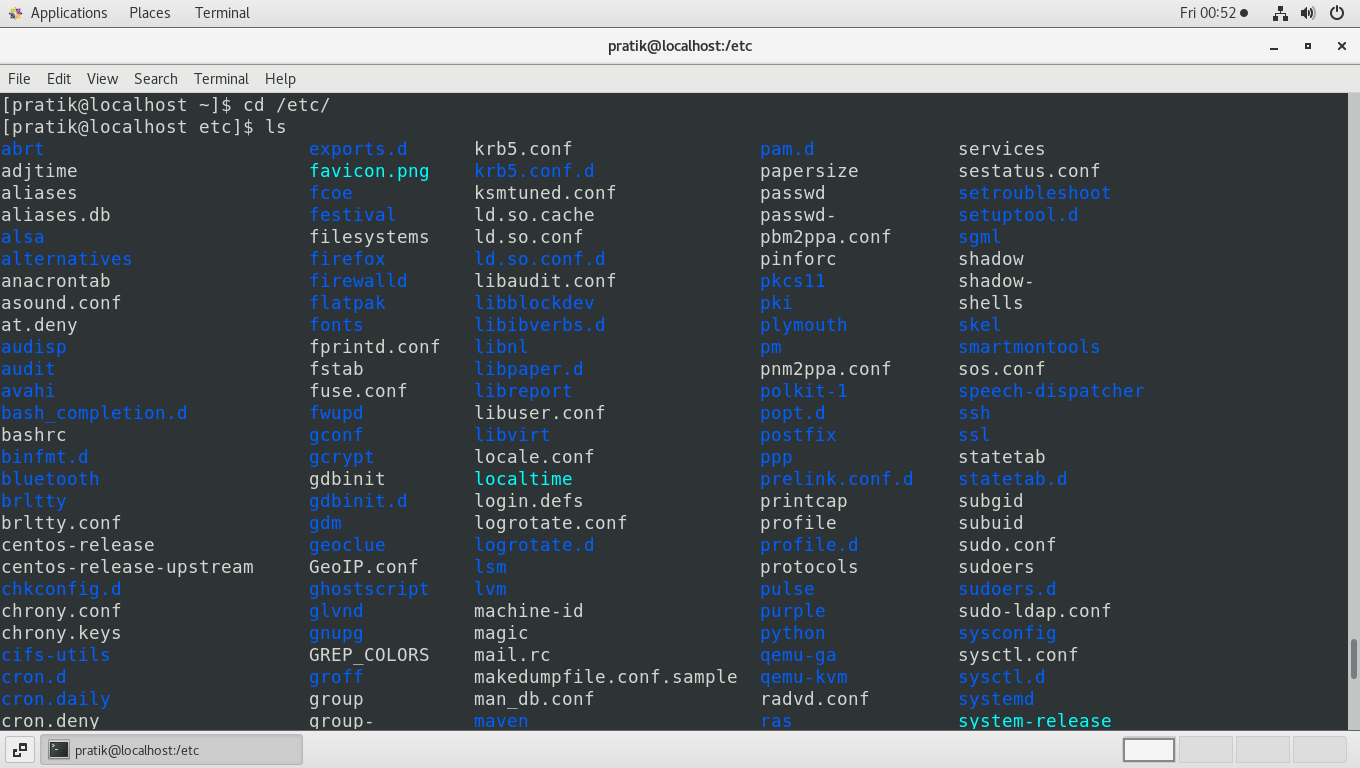 Applications Places Terminal Fri 00:52
pratik@localhost:/etc
File Edit View Search Terminal Help
[pratik@localhost ~]$ cd /etc/
[pratik@localhost etc]$ ls
abrt exports.d krb5.conf pam.d services
adjtime favicon.png krb5.conf.d papersize sestatus.conf
aliases fcoe ksmtuned.conf passwd setroubleshoot
aliases.db festival ld.so.cache passwd- setuptool.d
alsa filesystems ld.so.conf pbm2ppa.conf sgml
alternatives firefox ld.so.conf.d pinforc shadow
anacrontab firewalld libaudit.conf pkcs11 shadow-
asound.conf flatpak libblockdev pki shells
at.deny fonts libibverbs.d plymouth skel
audisp fprintd.conf libnl pm smartmontools
audit fstab libpaper.d pnm2ppa.conf sos.conf
avahi fuse.conf libreport polkit-1 speech-dispatcher
bash_completion.d fwupd libuser.conf popt.d ssh
bashrc gconf libvirt postfix ssl
binfmt.d gcrypt locale.conf ppp statetab
bluetooth gdbinit localtime prelink.conf.d statetab.d
brltty gdbinit.d login.defs printcap subgid
brltty.conf gdm logrotate.conf profile subuid
centos-release geoclue logrotate.d profile.d sudo.conf
centos-release-upstream GeoIP.conf lsm protocols sudoers
chkconfig.d ghostscript lvm pulse sudoers.d
chrony.conf glvnd machine-id purple sudo-ldap.conf
chrony.keys gnupg magic python sysconfig
cifs-utils GREP_COLORS mail.rc qemu-ga sysctl.conf
cron.d groff makedumpfile.conf.sample qemu-kvm sysctl.d
cron.daily group man_db.conf radvd.conf systemd
cron.deny group- maven ras system-release
pratik@localhost:/etc